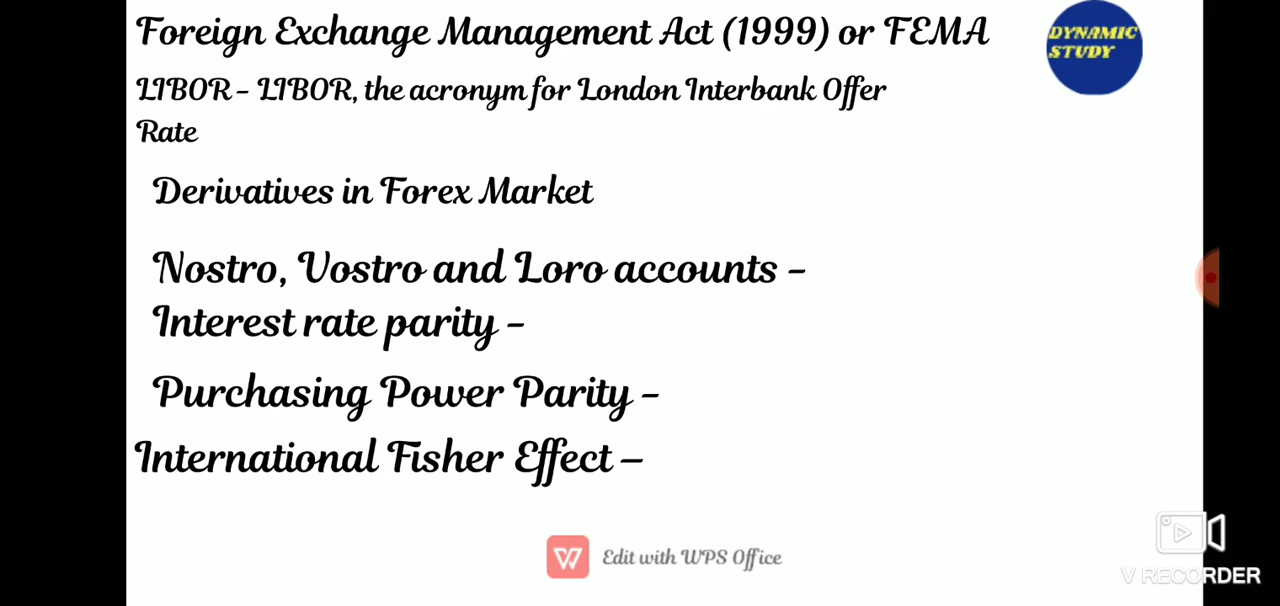 Foreign Exchange Management Act (1999) or FEMA
DYNAMIC
STUDY
LIBOR – LIBOR, the acronym for London Interbank Offer
Rate
Derivatives in Forex Market
Nostro, Vostro and Loro accounts –
Interest rate parity –
Purchasing Power Parity –
International Fisher Effect –
Edit with WPS Office
V RECORDER